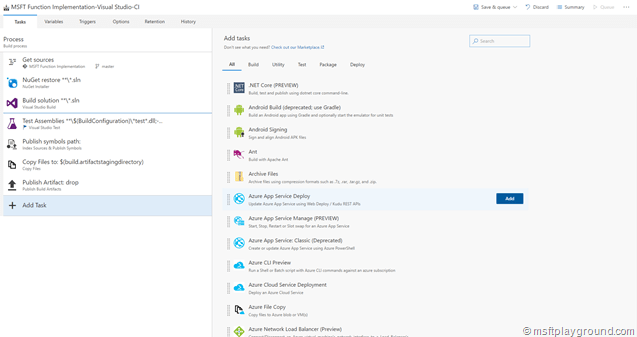 MSFT Function Implementation-Visual Studio-CI
Save & queue
Discard
Summary
Queue
Tasks
Variables
Triggers
Options
Retention
History
Process
Build process
Get sources
MSFT Function Implementation
master
NuGet restore **\*.sln
NuGet Installer
Build solution **\*.sln
Visual Studio Build
Test Assemblies **\$(BuildConfiguration)\*test*.dll;-...
Visual Studio Test
Publish symbols path:
Index Sources & Publish Symbols
Copy Files to: $(build.artifactstagingdirectory)
Copy Files
Publish Artifact: drop
Publish Build Artifacts
Add Task
Add tasks
Don't see what you need? Check out our Marketplace.
Search
All
Build
Utility
Test
Package
Deploy
.NET Core (PREVIEW)
Build, test and publish using dotnet core command-line.
Android Build (deprecated; use Gradle)
Build an Android app using Gradle and optionally start the emulator for unit tests
Android Signing
Sign and align Android APK files
Ant
Build with Apache Ant
Archive Files
Archive files using compression formats such as .7z, .rar, .tar.gz, and .zip.
Azure App Service Deploy
Update Azure App Service using Web Deploy / Kudu REST APIs
Add
Azure App Service Manage (PREVIEW)
Start, Stop, Restart or Slot swap for an Azure App Service
Azure App Service: Classic (Deprecated)
Create or update Azure App Service using Azure PowerShell
Azure CLI Preview
Run a Shell or Batch script with Azure CLI commands against an azure subscription
Azure Cloud Service Deployment
Deploy an Azure Cloud Service
Azure File Copy
Copy files to Azure blob or VM(s)
Azure Network Load Balancer (Preview)
© msftplayground.com